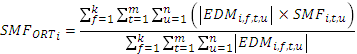 SMF_{ORT i} = \frac{\sum_{f=1}^{k} \sum_{t=1}^{m} \sum_{u=1}^{n} \left( \left| EDM_{i,f,t,u} \right| \times SMF_{i,t,u} \right)}{\sum_{f=1}^{k} \sum_{t=1}^{m} \sum_{u=1}^{n} \left| EDM_{i,f,t,u} \right|}